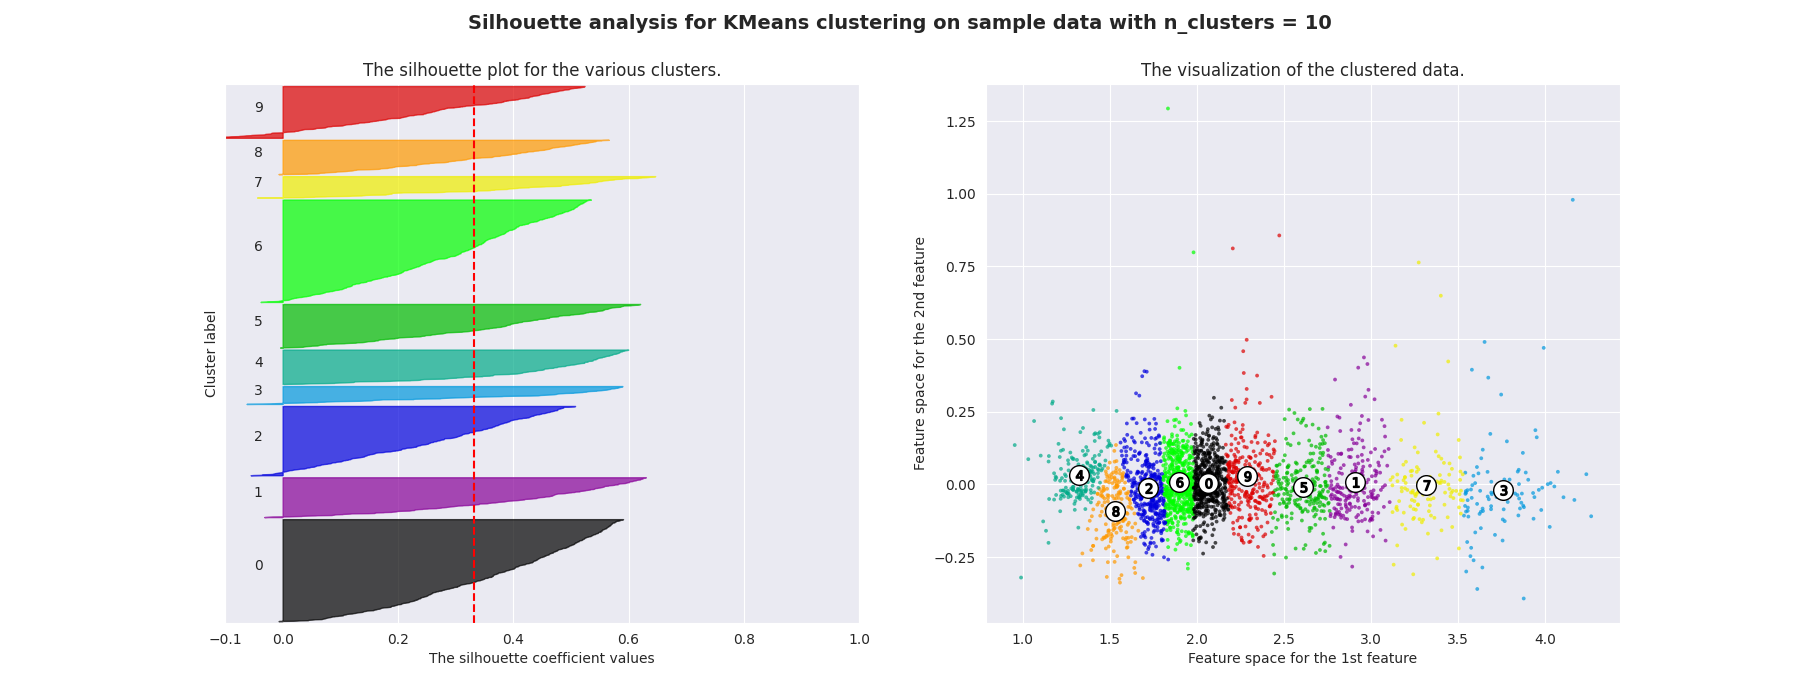 Silhouette analysis for KMeans clustering on sample data with n_clusters = 10
The silhouette plot for the various clusters.
Cluster label
9
8
7
6
5
4
3
2
1
0
−0.1 0.0 0.2 0.4 0.6 0.8 1.0
The silhouette coefficient values
The visualization of the clustered data.
Feature space for the 2nd feature
1.25
1.00
0.75
0.50
0.25
0.00
−0.25
4 8 2 6 0 9 5 1 7 3
1.0 1.5 2.0 2.5 3.0 3.5 4.0
Feature space for the 1st feature